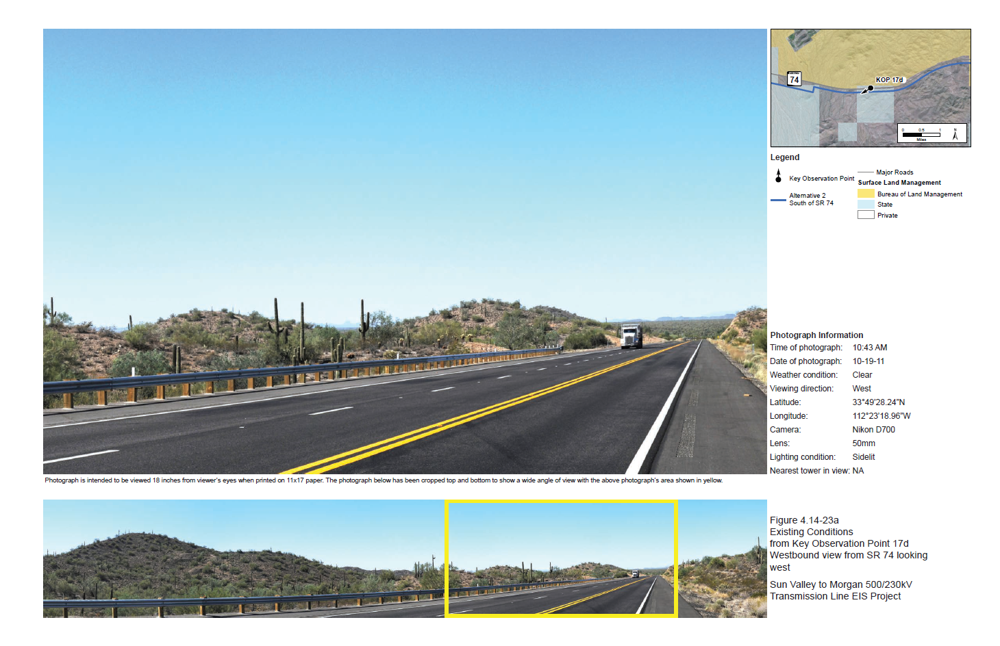 74
KOP 17d
0 0.5 1
Miles
N
Legend
Key Observation Point
Alternative 2
South of SR 74
Major Roads
Surface Land Management
Bureau of Land Management
State
Private
Photograph Information
Time of photograph: 10:43 AM
Date of photograph: 10-19-11
Weather condition: Clear
Viewing direction: West
Latitude: 33°49'28.24"N
Longitude: 112°23'18.96"W
Camera: Nikon D700
Lens: 50mm
Lighting condition: Sidelit
Nearest tower in view: NA
Photograph is intended to be viewed 18 inches from viewer's eyes when printed on 11x17 paper. The photograph below has been cropped top and bottom to show a wide angle of view with the above photograph's area shown in yellow.
Figure 4.14-23a
Existing Conditions
from Key Observation Point 17d
Westbound view from SR 74 looking
west
Sun Valley to Morgan 500/230kV
Transmission Line EIS Project